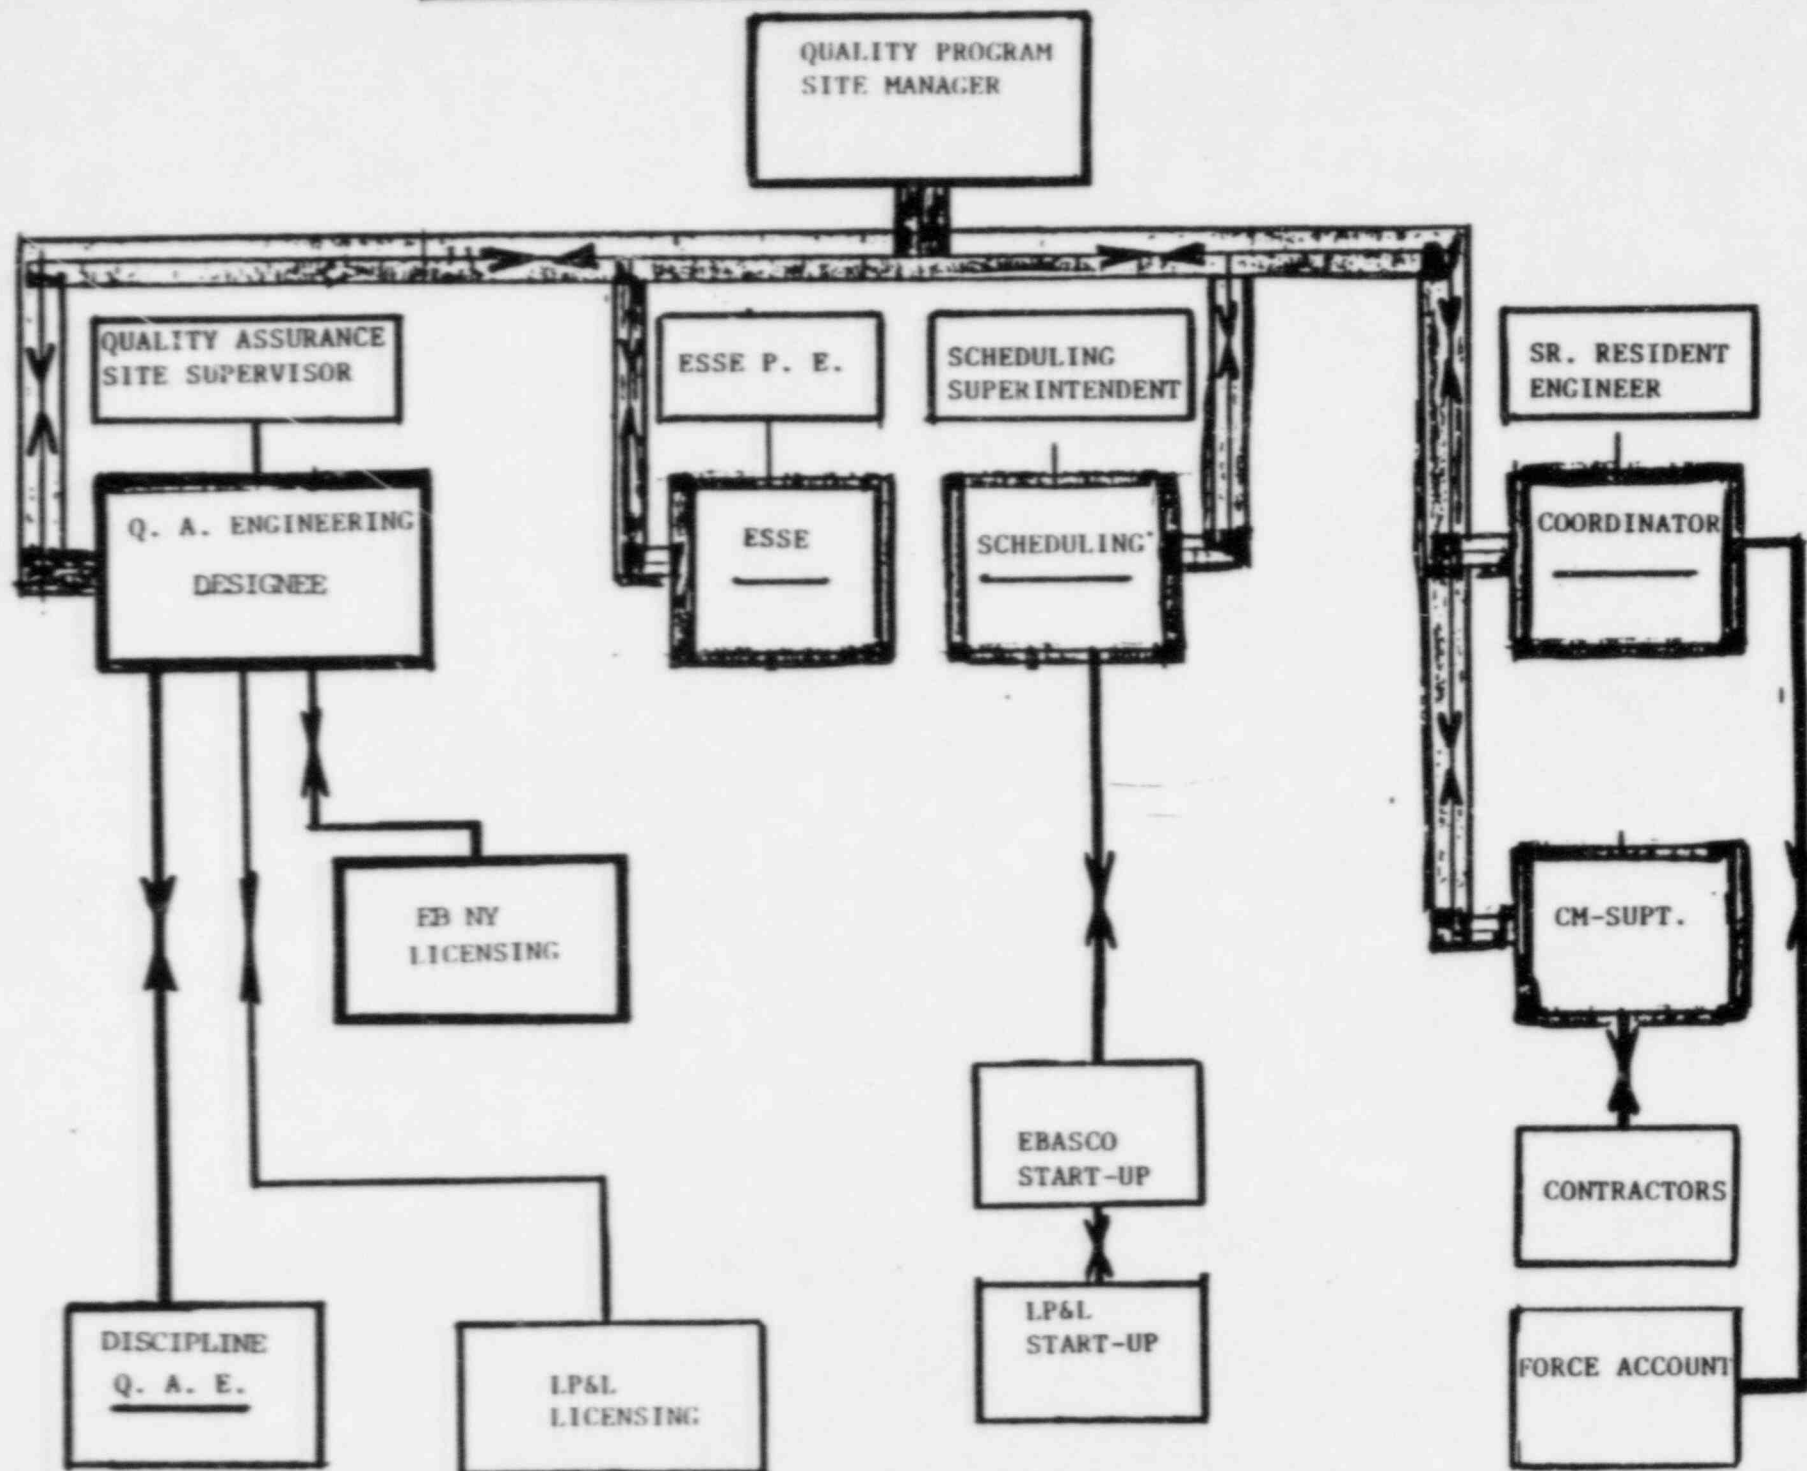 QUALITY PROGRAM
SITE MANAGER
QUALITY ASSURANCE
SITE SUPERVISOR
ESSE P. E.
SCHEDULING
SUPERINTENDENT
SR. RESIDENT
ENGINEER
Q. A. ENGINEERING
DESIGNEE
ESSE
SCHEDULING
COORDINATOR
EB NY
LICENSING
CM-SUPT.
EBASCO
START-UP
CONTRACTORS
DISCIPLINE
Q. A. E.
LP&L
LICENSING
LP&L
START-UP
FORCE ACCOUNT